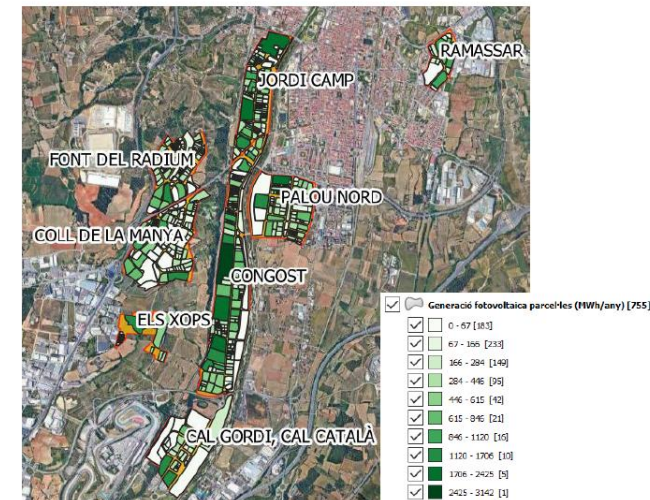 RAMASSAR
JORDI CAMP
FONT DEL RADIUM
PALOU NORD
COLL DE LA MANYA
CONGOST
ELS XOPS
CAL GORDI, CAL CATALÀ
Generació fotovoltaica parcel·les (MWh/any) [755]
0 - 67 [183]
67 - 166 [233]
166 - 284 [149]
284 - 446 [95]
446 - 615 [42]
615 - 846 [21]
846 - 1120 [16]
1120 - 1706 [10]
1706 - 2425 [5]
2425 - 3142 [1]